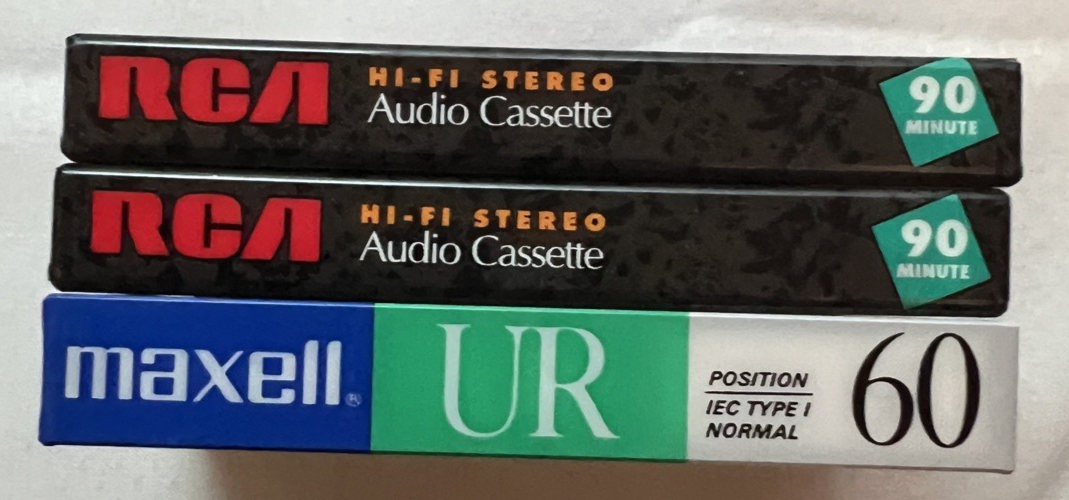 RCA
HI-FI STEREO
Audio Cassette
90
MINUTE
RCA
HI-FI STEREO
Audio Cassette
90
MINUTE
maxell®
UR
POSITION
IEC TYPE I
NORMAL
60